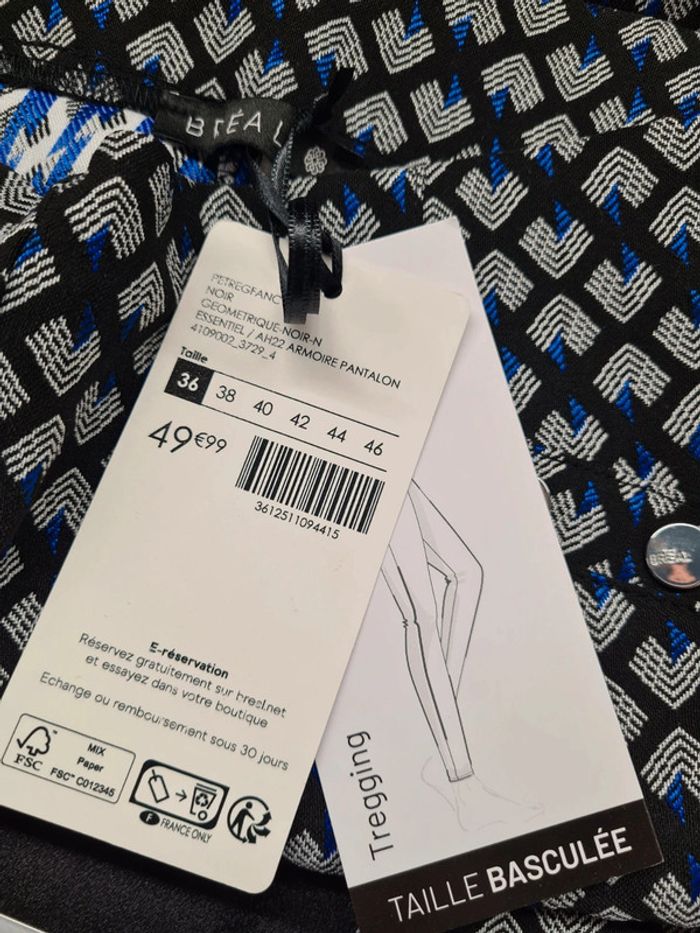 BRÉAL
NOIR
GEOMETRIQUE-NOIR-N
ESSENTIEL / AH22 ARMOIRE PANTALON
4109002_3729_4
Taille
36 38 40 42 44 46
49€99
3612511094415
E-réservation
Réservez gratuitement sur breal.net
et essayez dans votre boutique
Echange ou remboursement sous 30 jours
FSC
MIX
Paper
FSC™ C012345
F FRANCE ONLY
Tregging
TAILLE BASCULÉE
BREAL